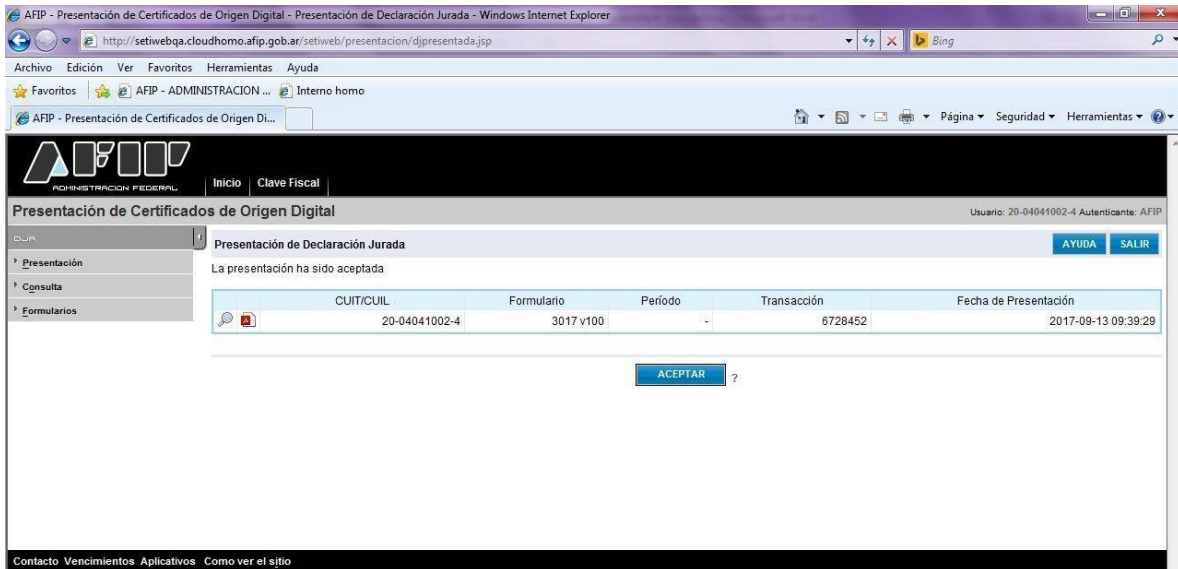 AFIP - Presentación de Certificados de Origen Digital - Presentación de Declaración Jurada - Windows Internet Explorer
http://setiwebqa.cloudhomo.afip.gob.ar/setiweb/presentacion/djpresentada.jsp Bing
Archivo Edición Ver Favoritos Herramientas Ayuda
Favoritos AFIP - ADMINISTRACION ... Interno homo
AFIP - Presentación de Certificados de Origen Di... Página Seguridad Herramientas
AFIP
ADMINISTRACION FEDERAL Inicio Clave Fiscal
Presentación de Certificados de Origen Digital Usuario: 20-04041002-4 Autenticante: AFIP
DJR
Presentación de Declaración Jurada AYUDA SALIR
Presentación
La presentación ha sido aceptada
Consulta
CUIT/CUIL Formulario Período Transacción Fecha de Presentación
Formularios
20-04041002-4 3017 v100 - 6728452 2017-09-13 09:39:29
ACEPTAR ?
Contacto Vencimientos Aplicativos Como ver el sitio